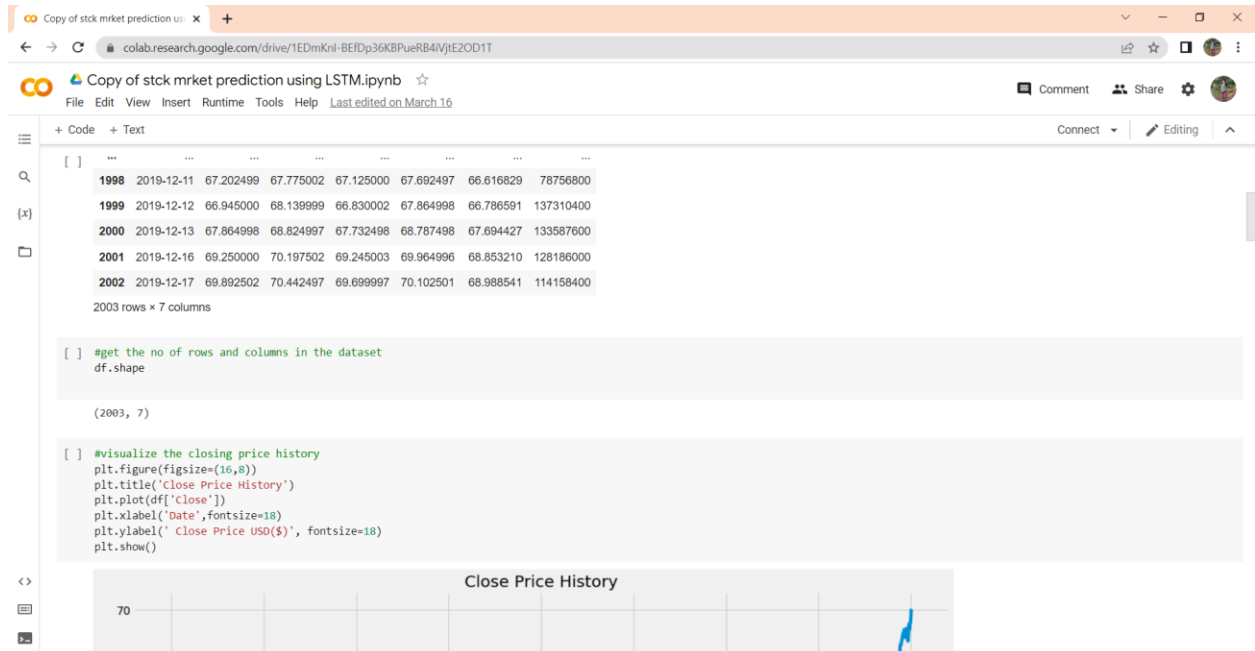 Copy of stck mrket prediction usi
colab.research.google.com/drive/1EDmKnI-BEfDp36KBPueRB4iVjtE2OD1T
Copy of stck mrket prediction using LSTM.ipynb
File Edit View Insert Runtime Tools Help Last edited on March 16
Comment Share
+ Code + Text
Connect Editing
[ ] ... ... ... ... ... ... ... ...
1998 2019-12-11 67.202499 67.775002 67.125000 67.692497 66.616829 78756800
1999 2019-12-12 66.945000 68.139999 66.830002 67.864998 66.786591 137310400
2000 2019-12-13 67.864998 68.824997 67.732498 68.787498 67.694427 133587600
2001 2019-12-16 69.250000 70.197502 69.245003 69.964996 68.853210 128186000
2002 2019-12-17 69.892502 70.442497 69.699997 70.102501 68.988541 114158400
2003 rows × 7 columns
[ ] #get the no of rows and columns in the dataset
df.shape
(2003, 7)
[ ] #visualize the closing price history
plt.figure(figsize=(16,8))
plt.title('Close Price History')
plt.plot(df['Close'])
plt.xlabel('Date',fontsize=18)
plt.ylabel(' Close Price USD($)', fontsize=18)
plt.show()
Close Price History
70